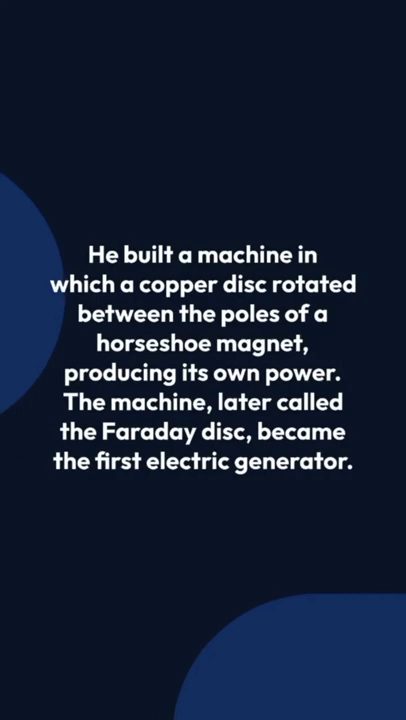 He built a machine in
which a copper disc rotated
between the poles of a
horseshoe magnet,
producing its own power.
The machine, later called
the Faraday disc, became
the first electric generator.